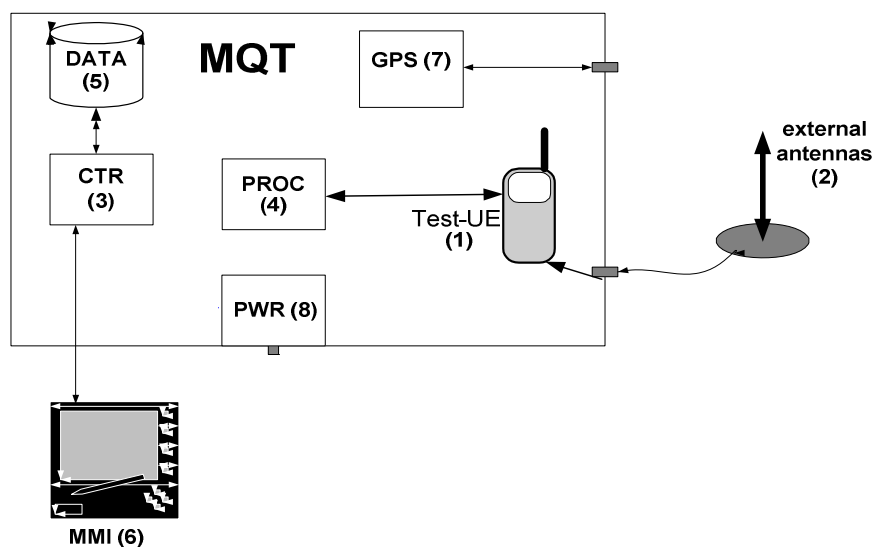 DATA
(5)
MQT
GPS (7)
CTR
(3)
PROC
(4)
Test-UE
(1)
external
antennas
(2)
PWR (8)
MMI (6)